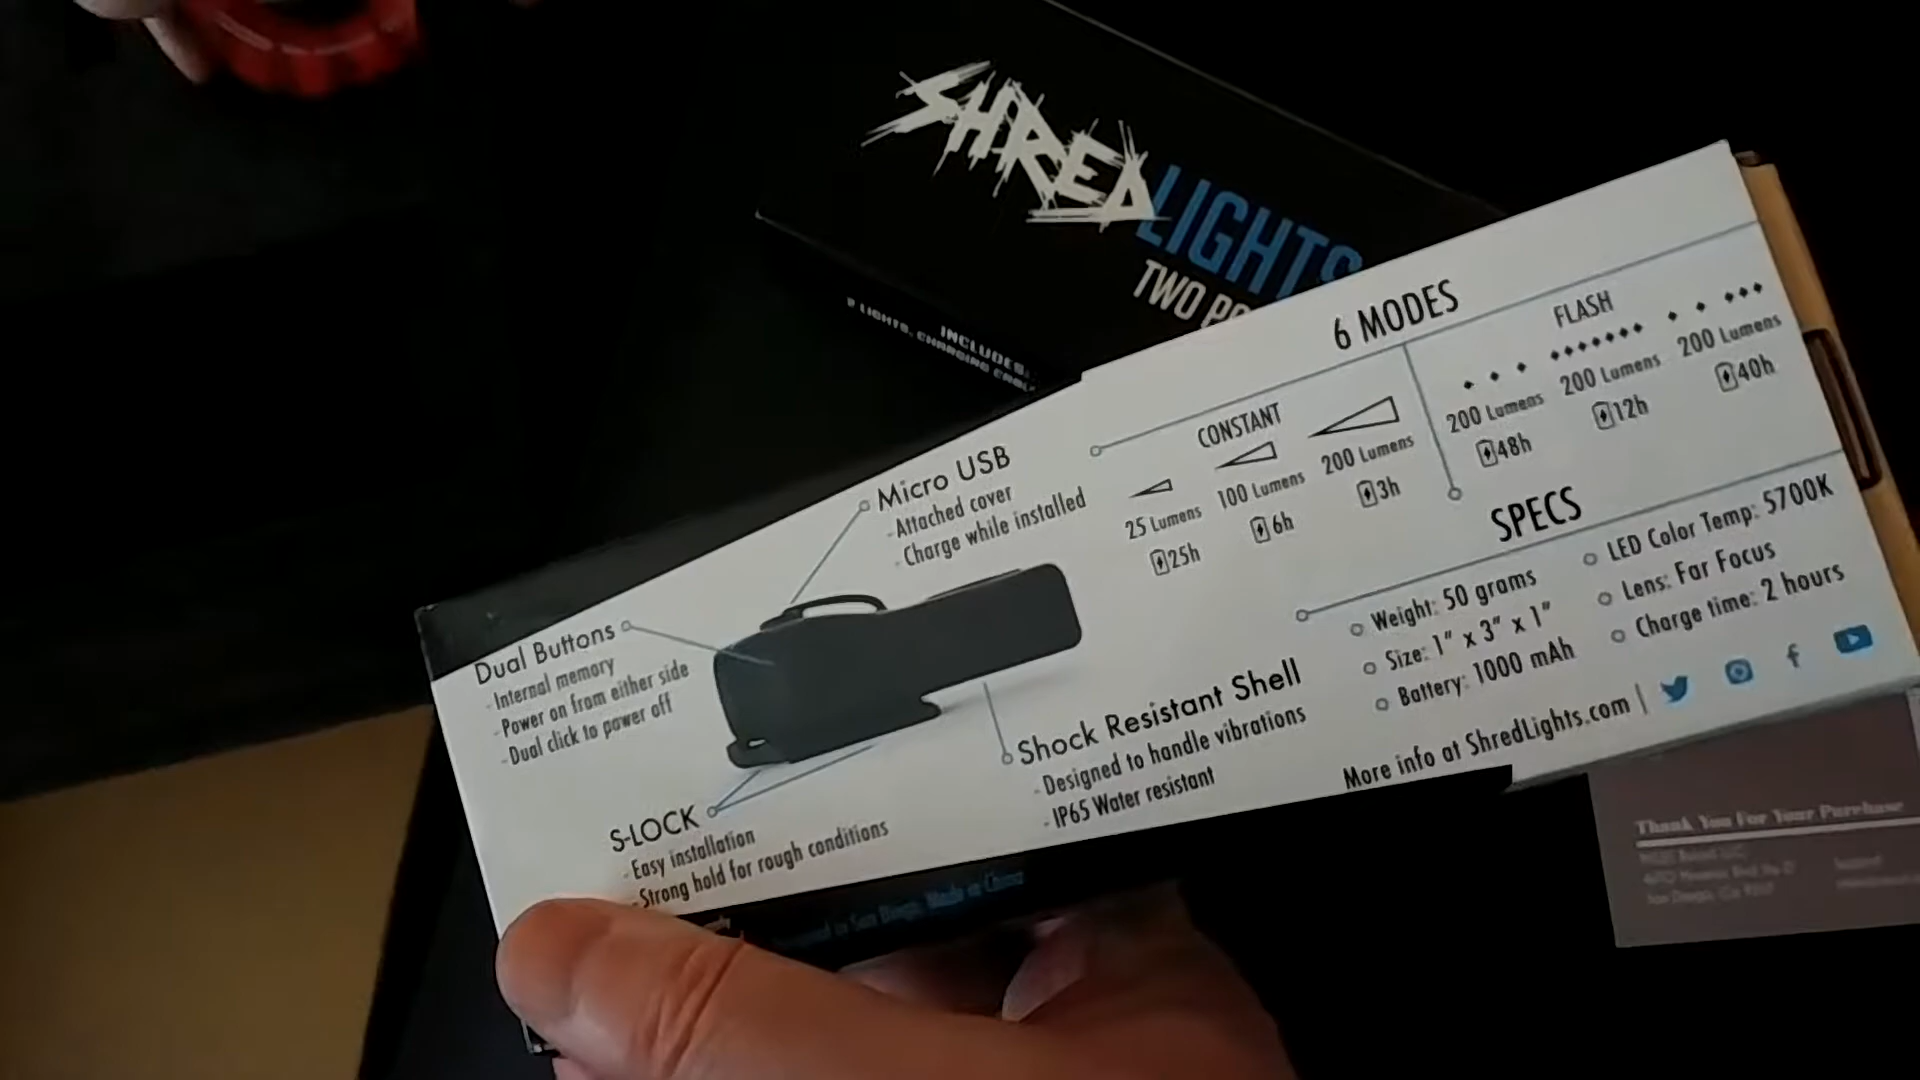 SHRED
LIGHTS
TWO
INCLUDES:
LIGHTS, CHARGING
6 MODES
CONSTANT
25 Lumens
25h
100 Lumens
6h
200 Lumens
3h
FLASH
200 Lumens
48h
200 Lumens
12h
200 Lumens
40h
Micro USB
- Attached cover
- Charge while installed
Dual Buttons
- Internal memory
- Power on from either side
- Dual click to power off
S-LOCK
- Easy installation
- Strong hold for rough conditions
Shock Resistant Shell
- Designed to handle vibrations
- IP65 Water resistant
SPECS
Weight: 50 grams
Size: 1" x 3" x 1"
Battery: 1000 mAh
LED Color Temp: 5700K
Lens: Far Focus
Charge time: 2 hours
More info at ShredLights.com |
in San Diego, Made in China
Thank You For Your Purchase